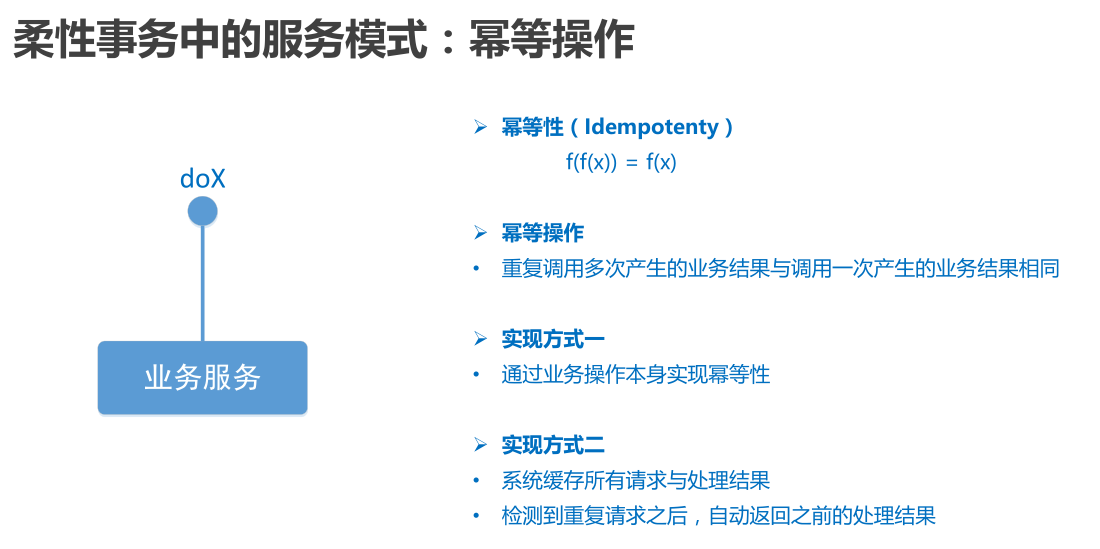 柔性事务中的服务模式：幂等操作
doX
业务服务
➢ 幂等性（Idempotenty）
f(f(x)) = f(x)
➢ 幂等操作
• 重复调用多次产生的业务结果与调用一次产生的业务结果相同
➢ 实现方式一
• 通过业务操作本身实现幂等性
➢ 实现方式二
• 系统缓存所有请求与处理结果
• 检测到重复请求之后，自动返回之前的处理结果